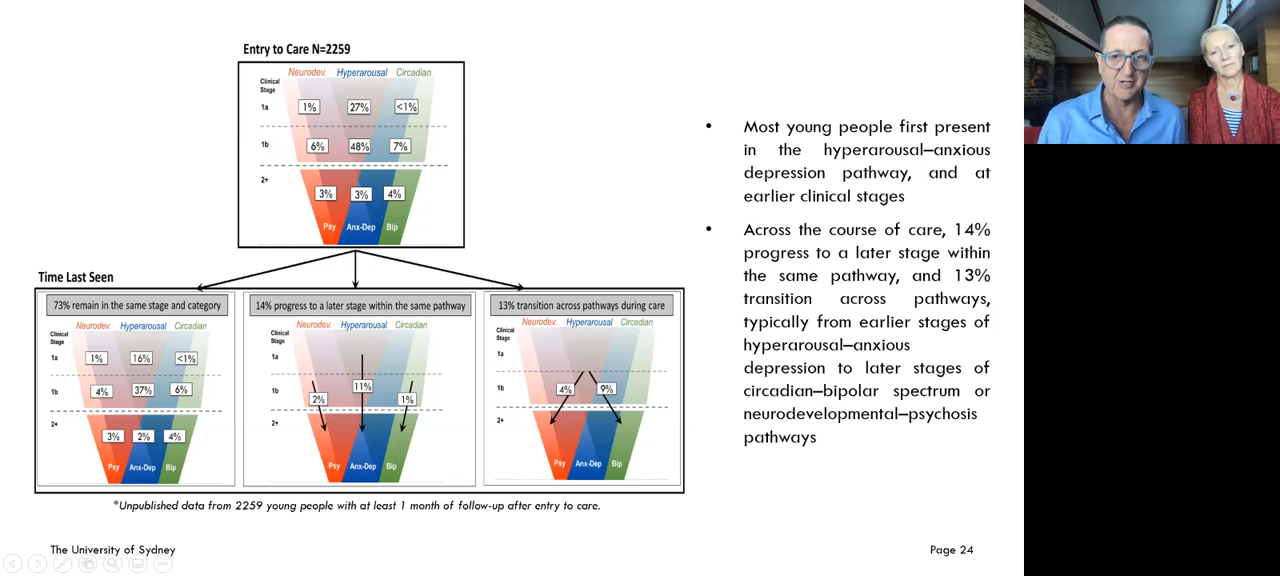 Entry to Care N=2259
Neurodev. Hyperarousal Circadian
Clinical
Stage
1a 1% 27% <1%
1b 6% 48% 7%
2+ 3% 3% 4%
Psy Anx-Dep Bip
Time Last Seen
73% remain in the same stage and category
Neurodev. Hyperarousal Circadian
Clinical
Stage
1a 1% 16% <1%
1b 4% 37% 6%
2+ 3% 2% 4%
Psy Anx-Dep Bip
14% progress to a later stage within the same pathway
Neurodev. Hyperarousal Circadian
Clinical
Stage
1a
1b 2% 11% 1%
2+
Psy Anx-Dep Bip
13% transition across pathways during care
Neurodev. Hyperarousal Circadian
Clinical
Stage
1a
1b 4% 9%
2+
Psy Anx-Dep Bip
*Unpublished data from 2259 young people with at least 1 month of follow-up after entry to care.
• Most young people first present
in the hyperarousal–anxious
depression pathway, and at
earlier clinical stages
• Across the course of care, 14%
progress to a later stage within
the same pathway, and 13%
transition across pathways,
typically from earlier stages of
hyperarousal–anxious
depression to later stages of
circadian–bipolar spectrum or
neurodevelopmental–psychosis
pathways
The University of Sydney
Page 24